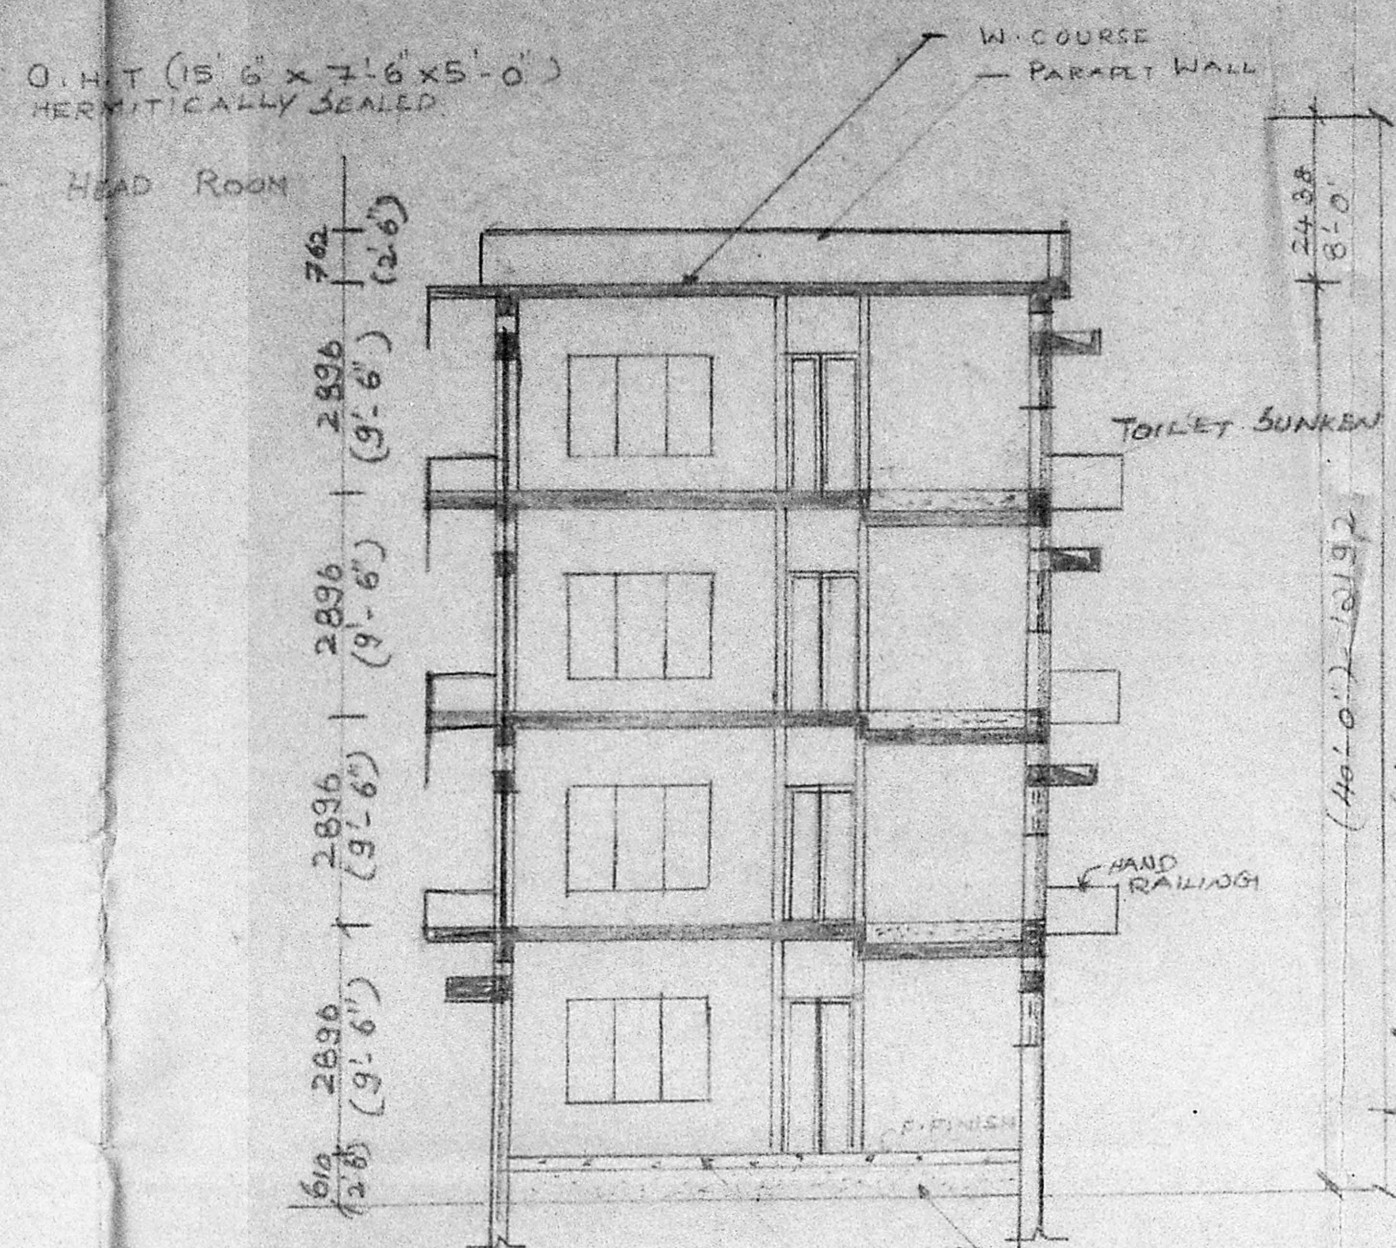 W. COURSE
PARAPET WALL
O.H.T (15' 6" x 7'-6" x 5'-0")
HERMITICALLY SEALED
HEAD ROOM
762
(2'6")
2438
8'-0"
2896
(9'-6")
TOILET SUNKEN
2896
(9'-6")
(40'-0") 12192
2896
(9'-6")
HAND
RAILING
2896
(9'-6")
F. FINISH
610
(2'6")